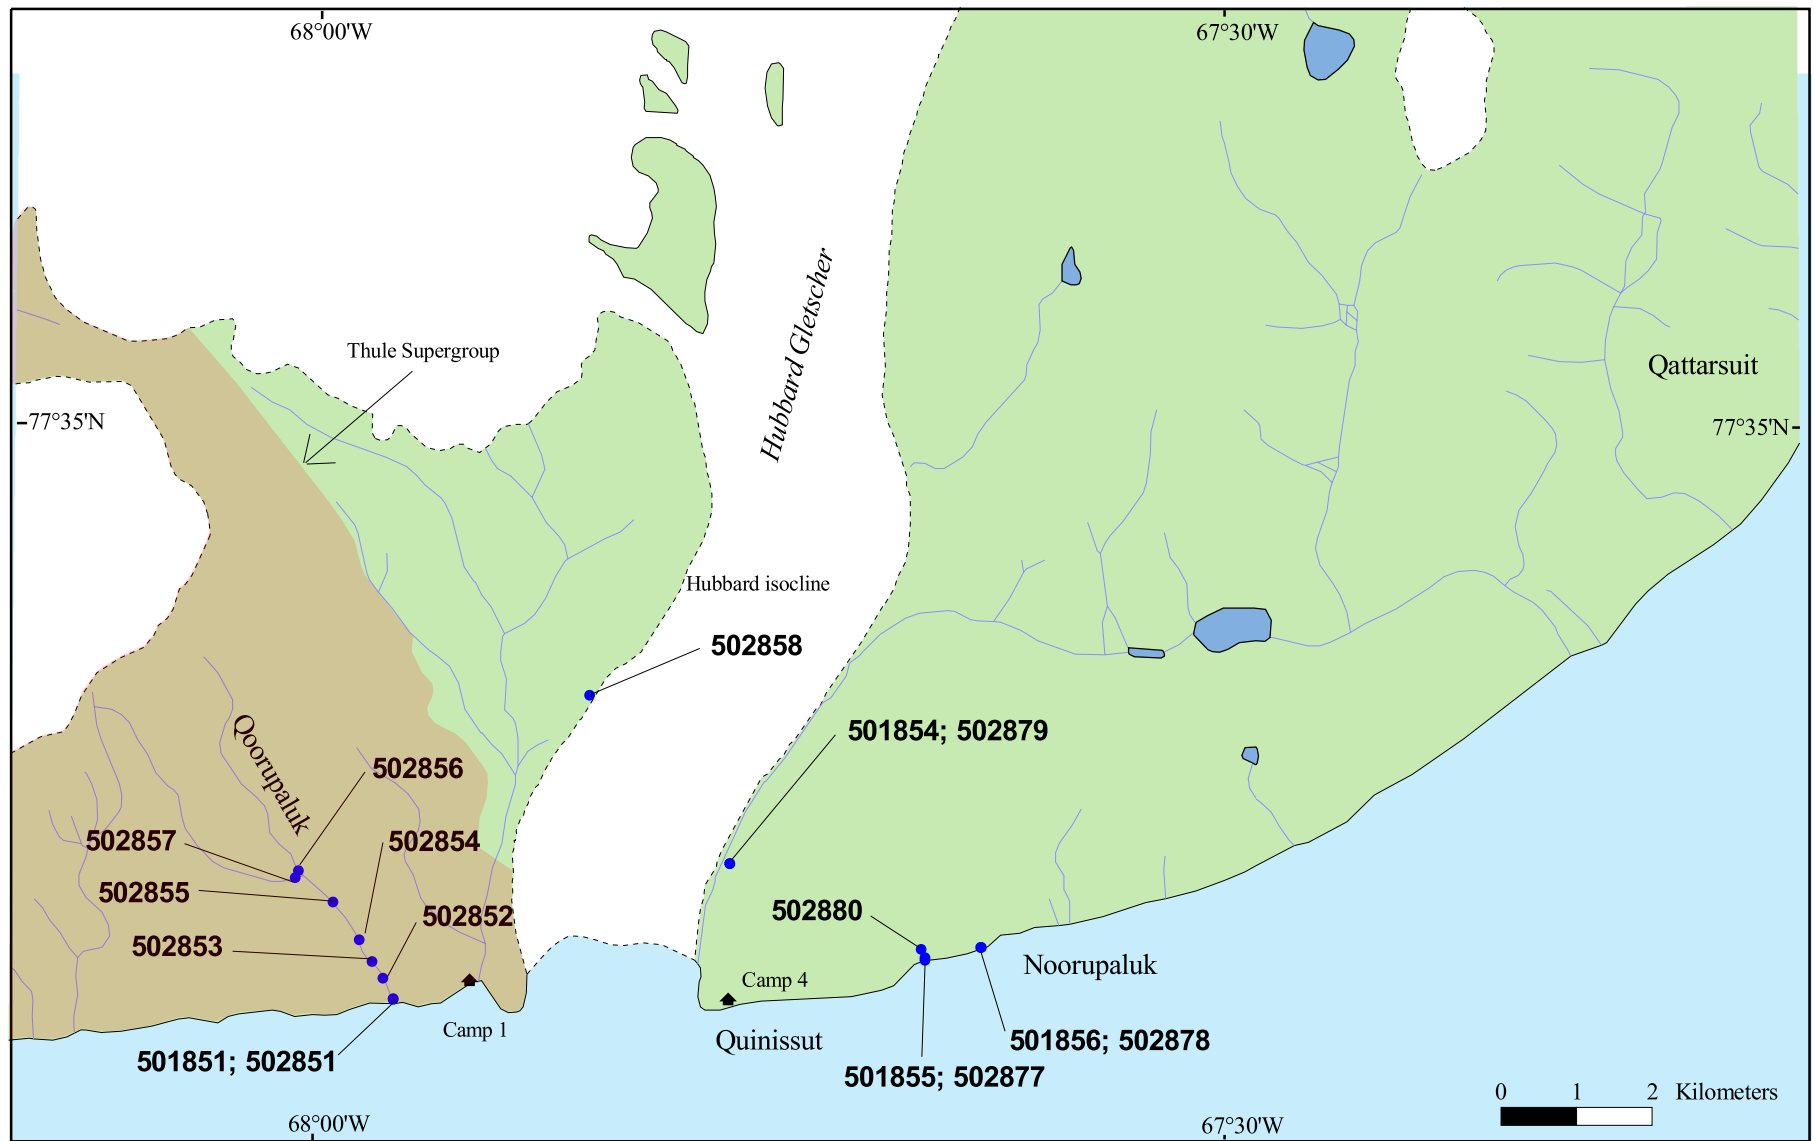 68°00'W
67°30'W
Hubbard Gletscher
Thule Supergroup
Qattarsuit
77°35'N
77°35'N
Hubbard isocline
502858
Qoorupaluk
501854; 502879
502856
502857
502854
502855
502880
502852
502853
Noorupaluk
Camp 4
Camp 1
Quinissut
501856; 502878
501851; 502851
501855; 502877
0 1 2 Kilometers
68°00'W
67°30'W